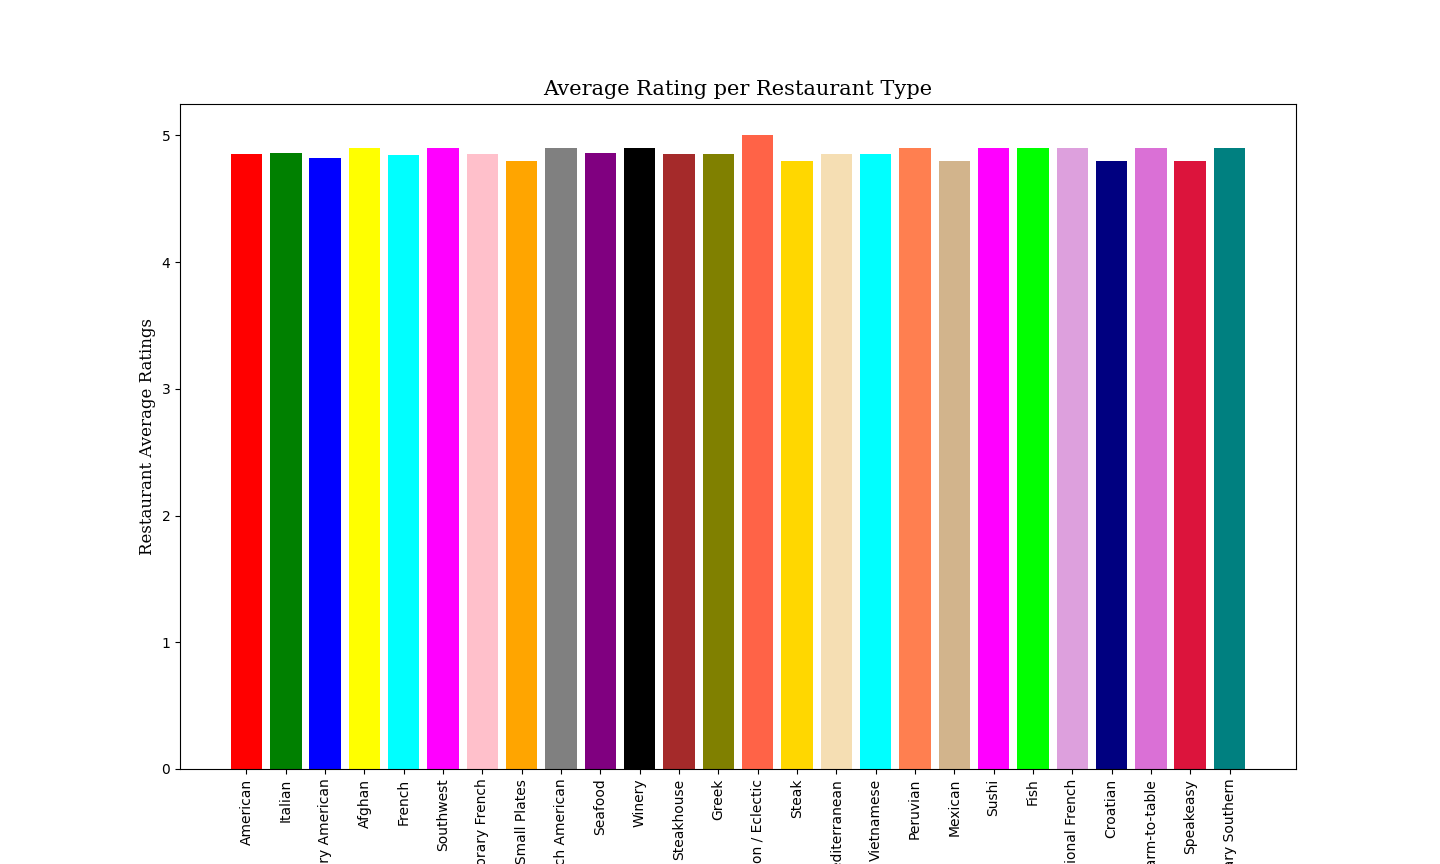 Average Rating per Restaurant Type
Restaurant Average Ratings
5
4
3
2
1
0
American
Italian
ry American
Afghan
French
Southwest
orary French
Small Plates
ch American
Seafood
Winery
Steakhouse
Greek
on / Eclectic
Steak
editerranean
Vietnamese
Peruvian
Mexican
Sushi
Fish
ional French
Croatian
arm-to-table
Speakeasy
ary Southern